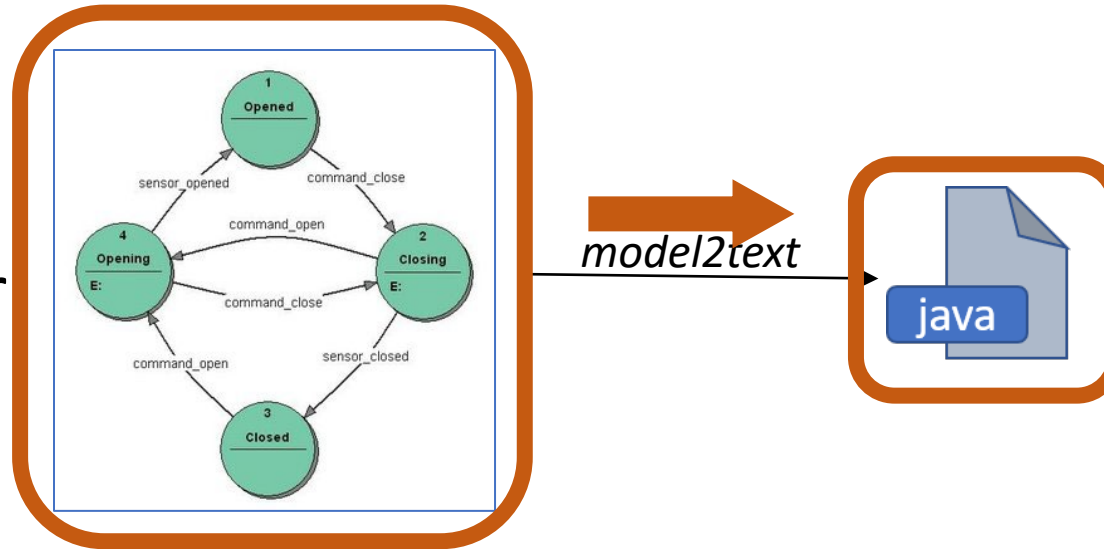 1
Opened
sensor_opened
command_close
command_open
4
Opening
E:
2
Closing
E:
command_close
command_open
sensor_closed
3
Closed
model2text
java